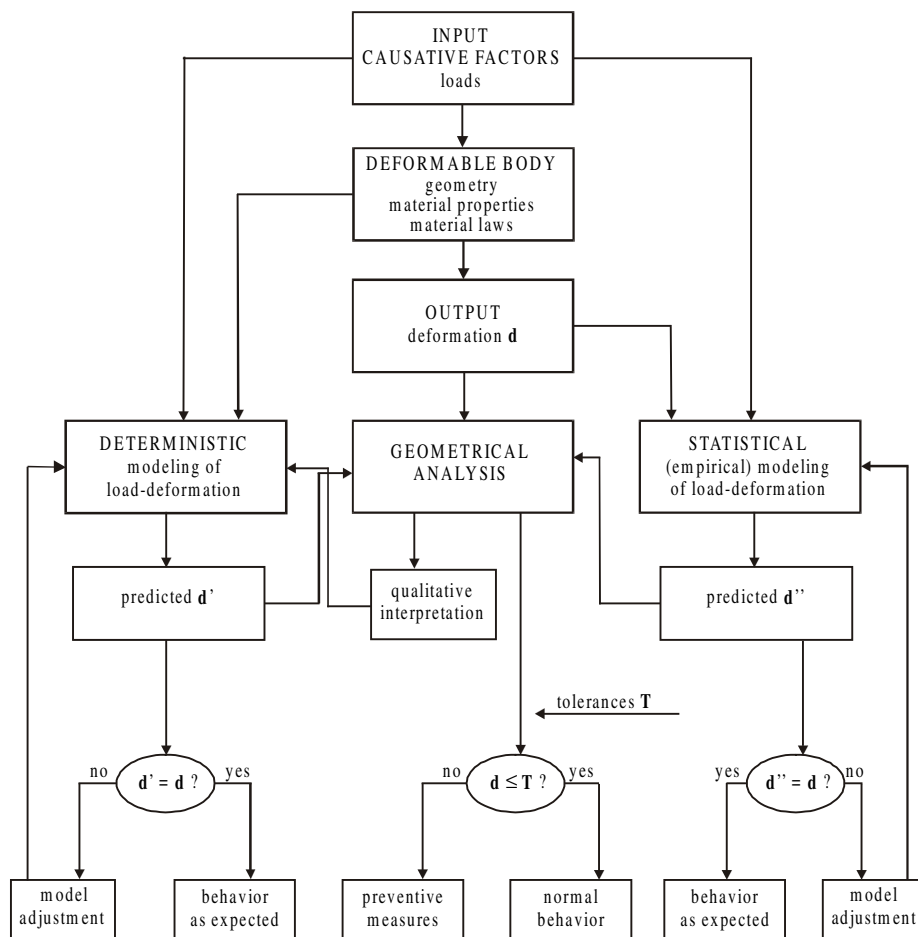 INPUT
CAUSATIVE FACTORS
loads
DEFORMABLE BODY
geometry
material properties
material laws
OUTPUT
deformation d
DETERMINISTIC
modeling of
load-deformation
GEOMETRICAL
ANALYSIS
STATISTICAL
(empirical) modeling
of load-deformation
predicted d’
qualitative
interpretation
predicted d’’
tolerances T
no
d’ = d ?
yes
no
d ≤ T ?
yes
yes
d’’ = d ?
no
model
adjustment
behavior
as expected
preventive
measures
normal
behavior
behavior
as expected
model
adjustment